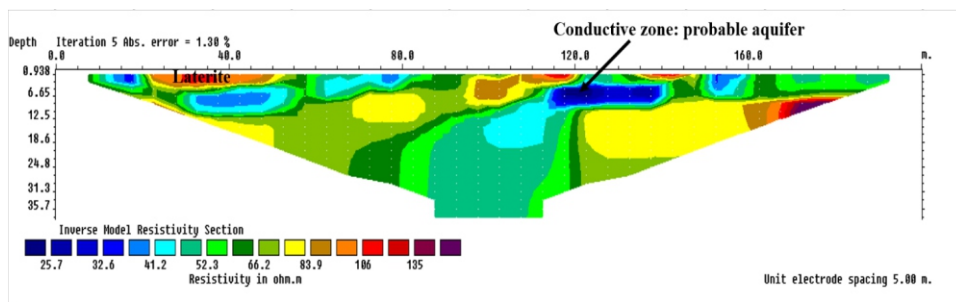 Conductive zone: probable aquifer
Depth Iteration 5 Abs. error = 1.30 %
0.0 80.0 120.0 160.0 m.
Laterite
0.938
6.65
12.5
18.6
24.8
31.3
35.7
Inverse Model Resistivity Section
25.7 32.6 41.2 52.3 66.2 83.9 106 135
Resistivity in ohm.m
Unit electrode spacing 5.00 m.